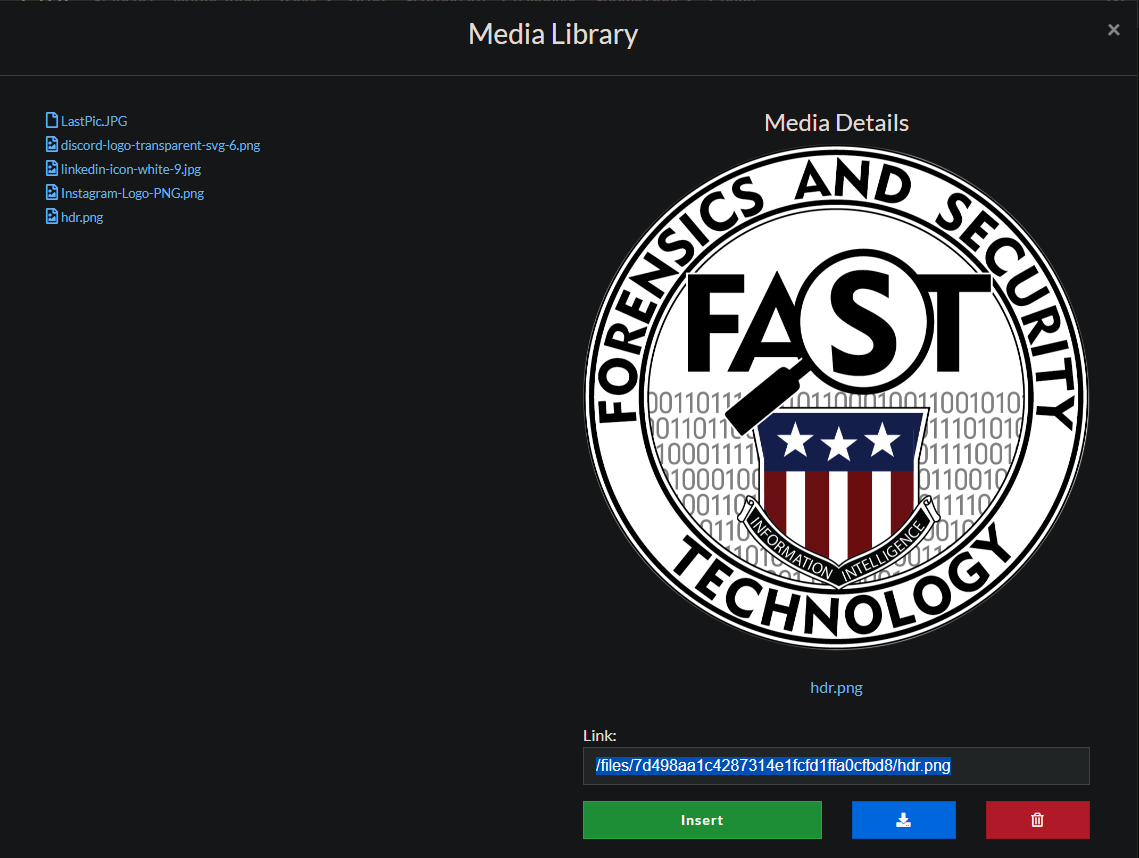 Media Library
×
LastPic.JPG
discord-logo-transparent-svg-6.png
linkedin-icon-white-9.jpg
Instagram-Logo-PNG.png
hdr.png
Media Details
FORENSICS AND SECURITY
FAST
INFORMATION INTELLIGENCE
TECHNOLOGY
hdr.png
Link:
/files/7d498aa1c4287314e1fcfd1ffa0cfbd8/hdr.png
Insert